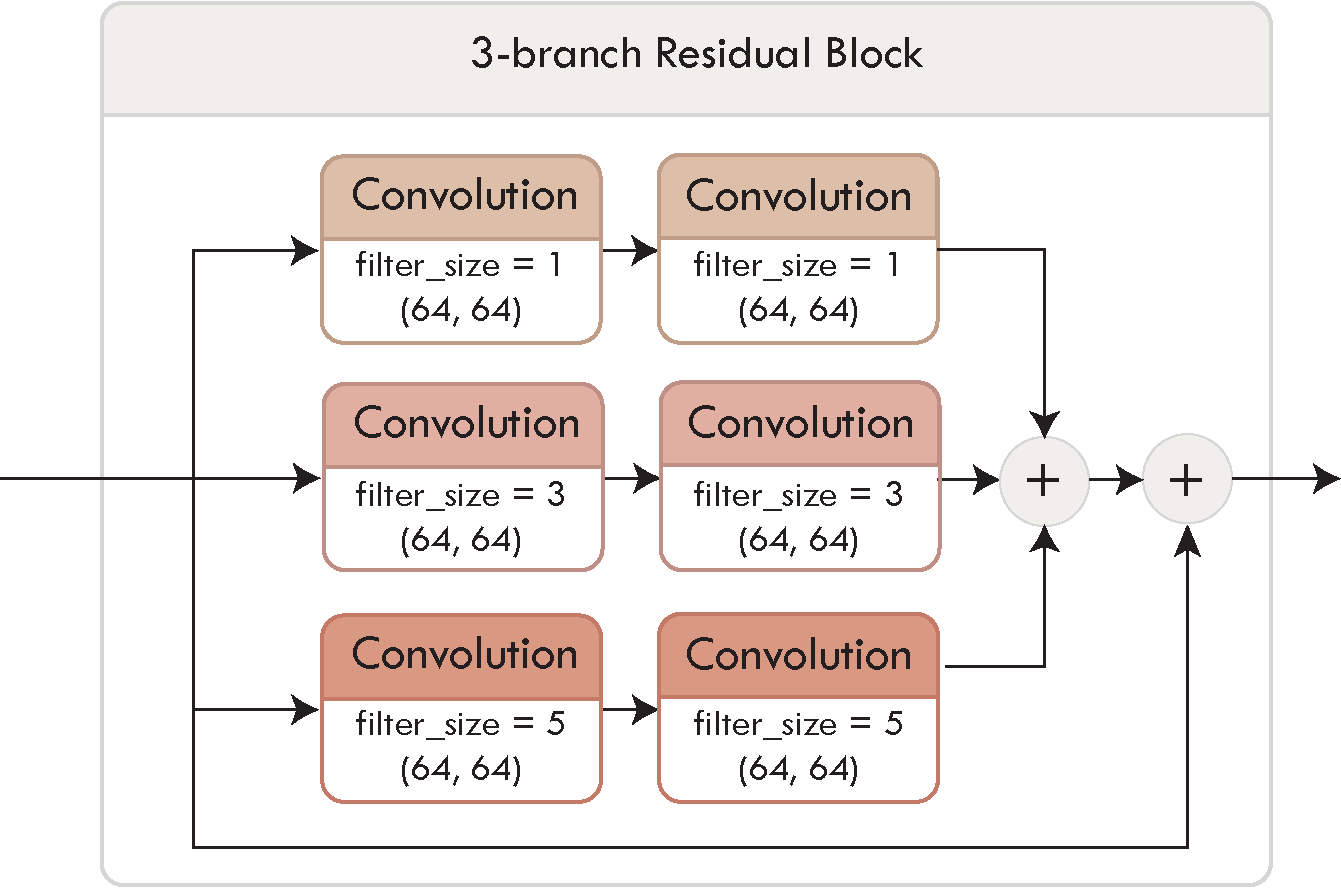 3-branch Residual Block
Convolution
filter_size = 1
(64, 64)
Convolution
filter_size = 1
(64, 64)
Convolution
filter_size = 3
(64, 64)
Convolution
filter_size = 3
(64, 64)
+
+
Convolution
filter_size = 5
(64, 64)
Convolution
filter_size = 5
(64, 64)